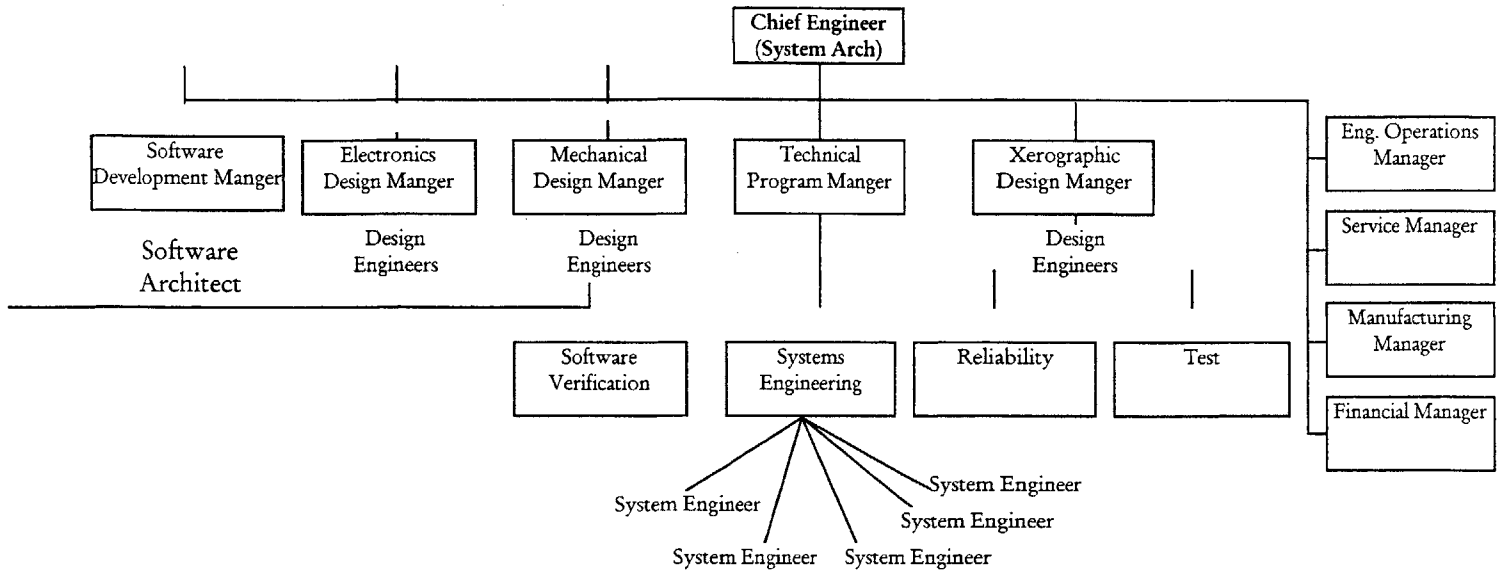 Chief Engineer
(System Arch)
Software
Development Manger
Electronics
Design Manger
Mechanical
Design Manger
Technical
Program Manger
Xerographic
Design Manger
Eng. Operations
Manager
Service Manager
Manufacturing
Manager
Financial Manager
Software
Architect
Design
Engineers
Design
Engineers
Design
Engineers
Software
Verification
Systems
Engineering
Reliability
Test
System Engineer
System Engineer
System Engineer
System Engineer
System Engineer